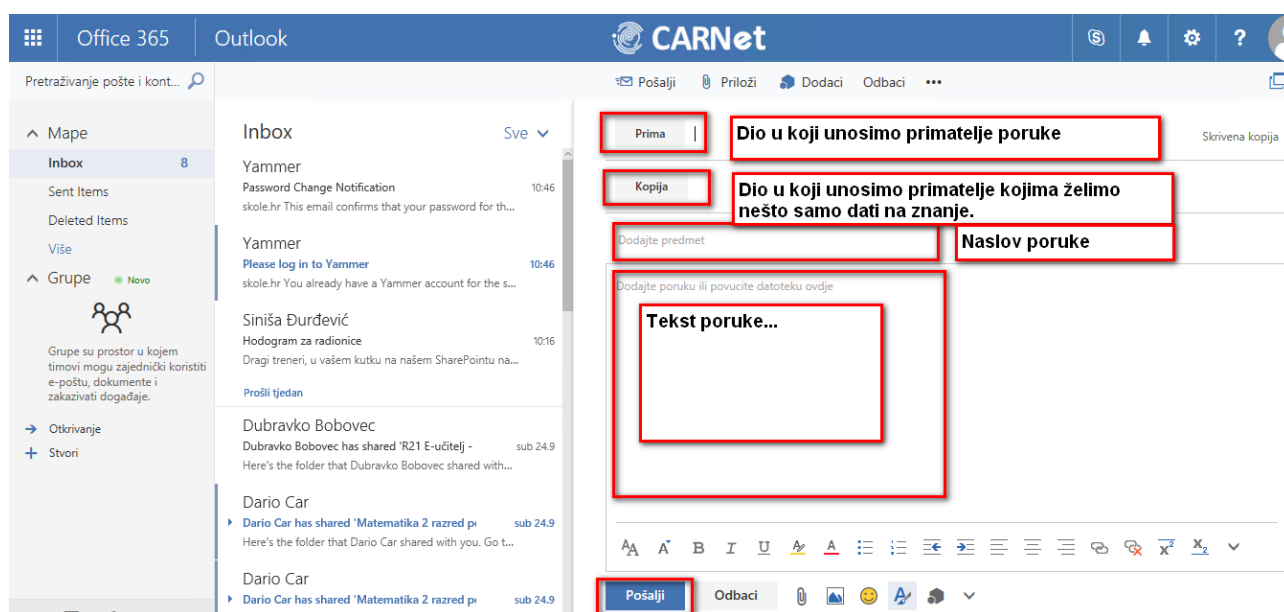 Office 365
Outlook
CARNet
?
Pretraživanje pošte i kont...
Pošalji
Priloži
Dodaci
Odbaci
•••
Mape
Inbox 8
Sent Items
Deleted Items
Više
Grupe
Novo
Grupe su prostor u kojem
timovi mogu zajednički koristiti
e-poštu, dokumente i
zakazivati događaje.
Otkrivanje
Stvori
Inbox
Sve
Yammer
Password Change Notification 10:46
skole.hr This email confirms that your password for th...
Yammer
Please log in to Yammer 10:46
skole.hr You already have a Yammer account for the s...
Siniša Đurđević
Hodogram za radionice 10:16
Dragi treneri, u vašem kutku na našem SharePointu na...
Prošli tjedan
Dubravko Bobovec
Dubravko Bobovec has shared 'R21 E-učitelj - sub 24.9
Here's the folder that Dubravko Bobovec shared with...
Dario Car
Dario Car has shared 'Matematika 2 razred sub 24.9
Here's the folder that Dario Car shared with you. Go t...
Dario Car
Dario Car has shared 'Matematika 2 razred sub 24.9
Prima
Dio u koji unosimo primatelje poruke
Skrivena kopija
Kopija
Dio u koji unosimo primatelje kojima želimo
nešto samo dati na znanje.
Dodajte predmet
Naslov poruke
Dodajte poruku ili povucite datoteku ovdje
Tekst poruke...
AA A B I U A A x² x₂
Pošalji
Odbaci